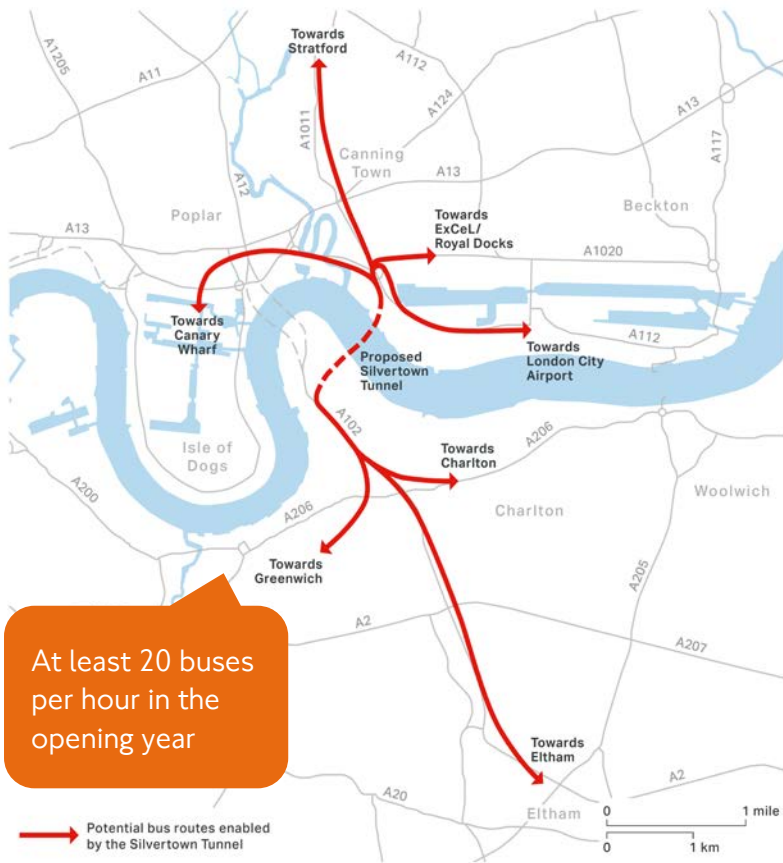 Towards
Stratford
A1205
A11
A112
A124
A1011
A13
A117
Canning
Town
A13
A12
Poplar
Beckton
Towards
ExCeL/
Royal Docks
A13
A1020
Towards
Canary
Wharf
A112
Proposed
Silvertown
Tunnel
Towards
London City
Airport
A102
Isle of
Dogs
Towards
Charlton
A206
A200
A206
Charlton
Woolwich
Towards
Greenwich
A205
A2
A207
At least 20 buses
per hour in the
opening year
Towards
Eltham
A2
A20
Eltham
0 1 mile
0 1 km
Potential bus routes enabled
by the Silvertown Tunnel